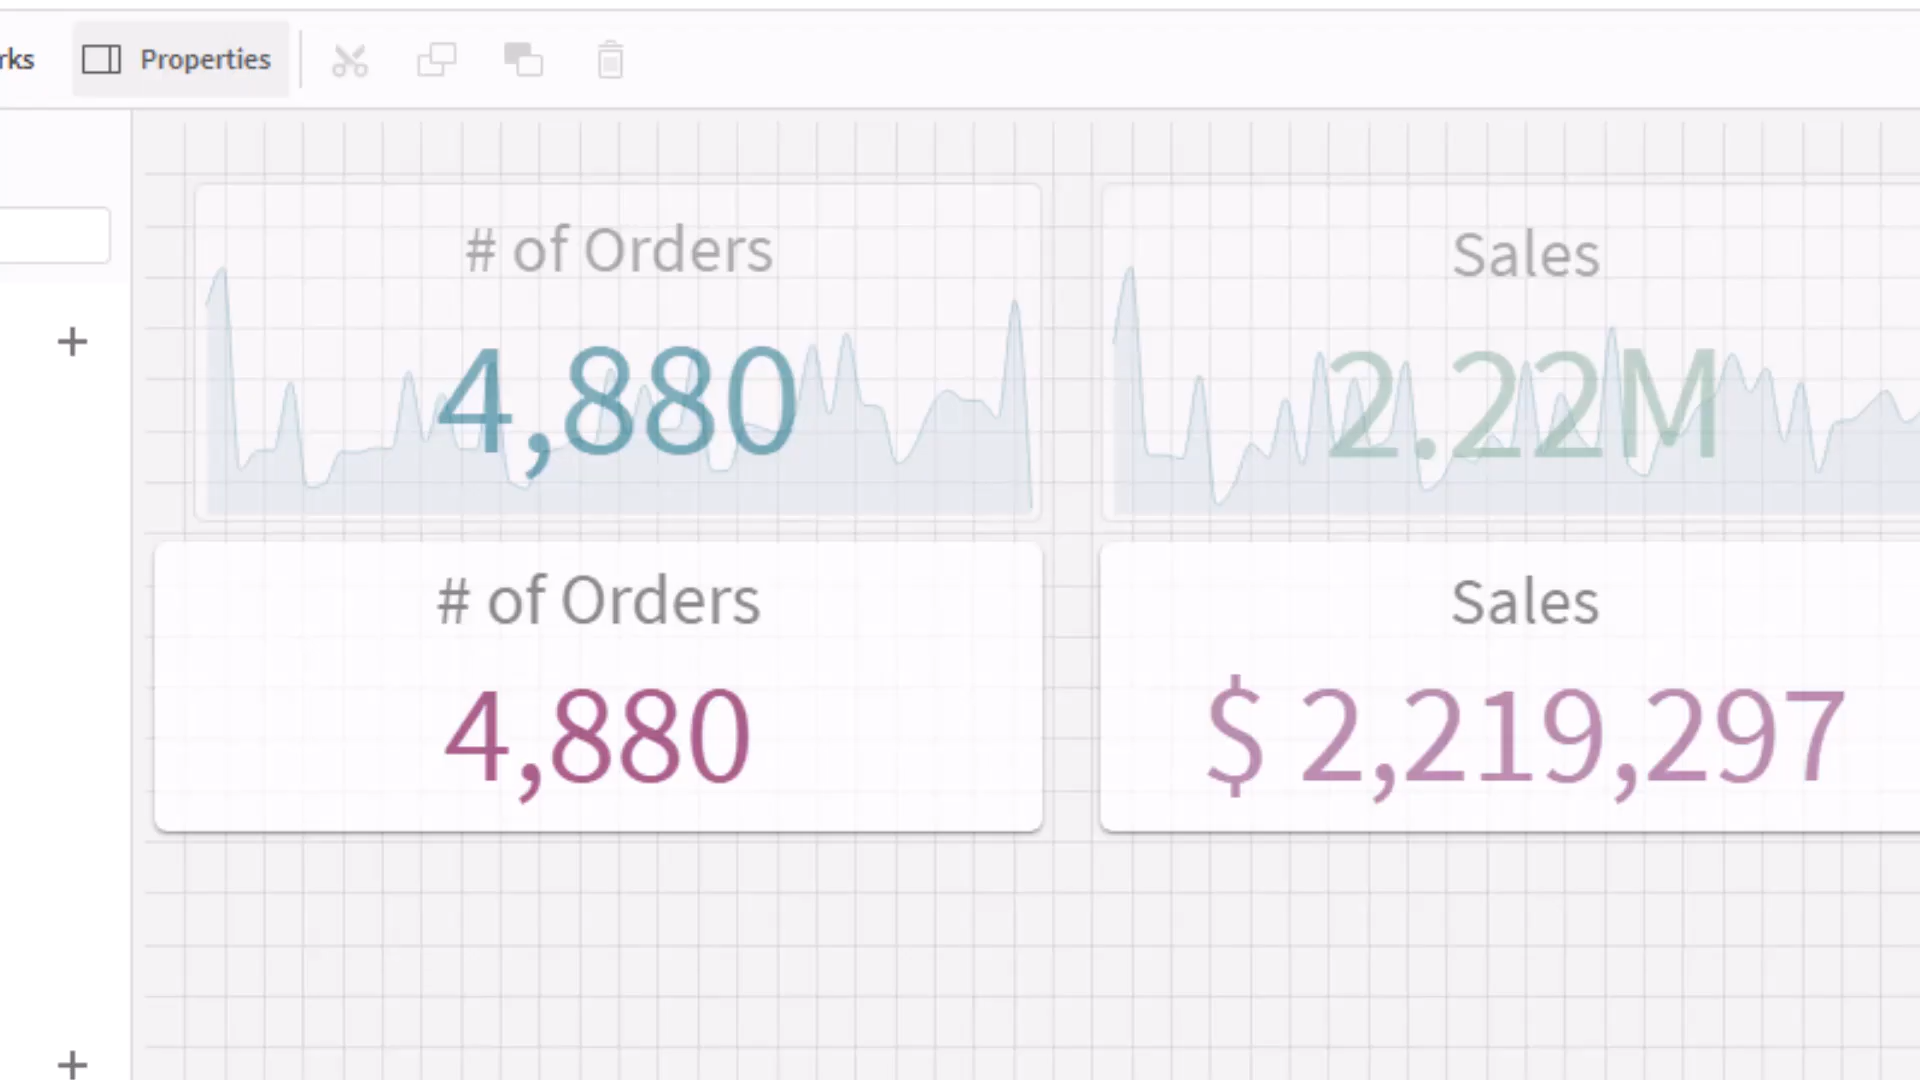 rks Properties
# of Orders
4,880
Sales
2.22M
# of Orders
4,880
Sales
$ 2,219,297